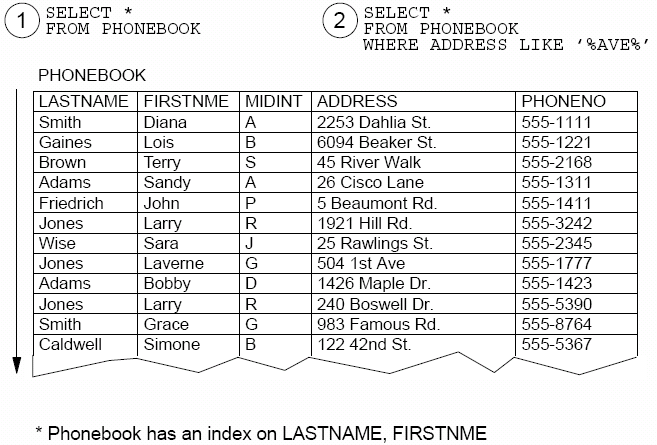 1 SELECT *
FROM PHONEBOOK
2 SELECT *
FROM PHONEBOOK
WHERE ADDRESS LIKE '%AVE%'
PHONEBOOK
LASTNAME FIRSTNME MIDINT ADDRESS PHONENO
Smith Diana A 2253 Dahlia St. 555-1111
Gaines Lois B 6094 Beaker St. 555-1221
Brown Terry S 45 River Walk 555-2168
Adams Sandy A 26 Cisco Lane 555-1311
Friedrich John P 5 Beaumont Rd. 555-1411
Jones Larry R 1921 Hill Rd. 555-3242
Wise Sara J 25 Rawlings St. 555-2345
Jones Laverne G 504 1st Ave 555-1777
Adams Bobby D 1426 Maple Dr. 555-1423
Jones Larry R 240 Boswell Dr. 555-5390
Smith Grace G 983 Famous Rd. 555-8764
Caldwell Simone B 122 42nd St. 555-5367
* Phonebook has an index on LASTNAME, FIRSTNME